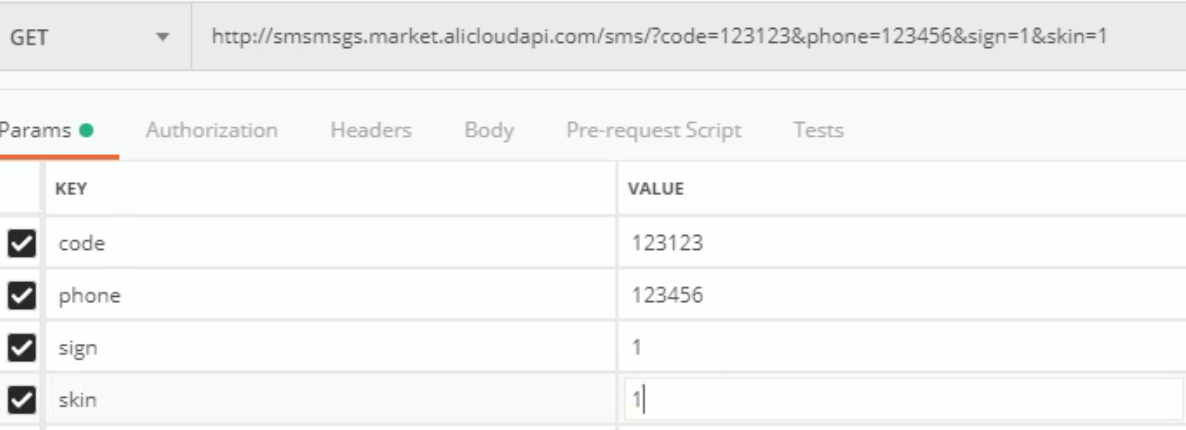 GET http://smsmsgs.market.alicloudapi.com/sms/?code=123123&phone=123456&sign=1&skin=1
Params Authorization Headers Body Pre-request Script Tests
KEY VALUE
code 123123
phone 123456
sign 1
skin 1